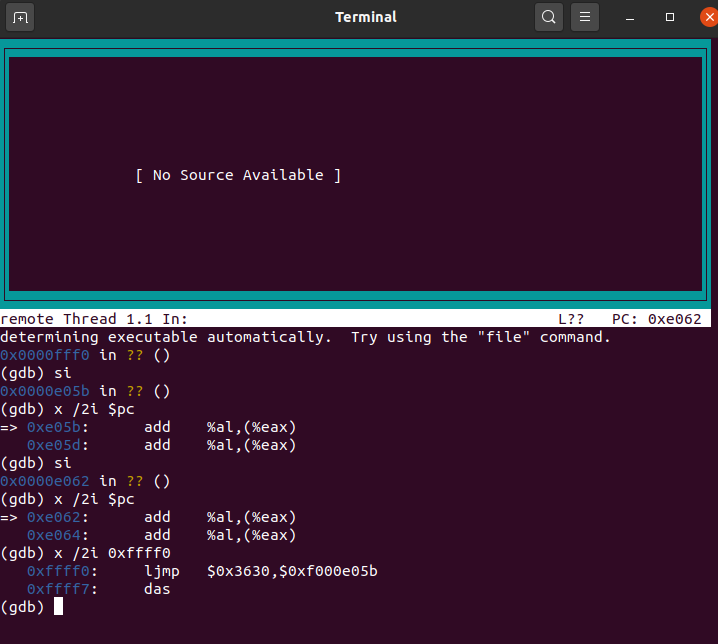 Terminal
[ No Source Available ]
remote Thread 1.1 In: L?? PC: 0xe062
determining executable automatically.  Try using the "file" command.
0x0000fff0 in ?? ()
(gdb) si
0x0000e05b in ?? ()
(gdb) x /2i $pc
=> 0xe05b:      add    %al,(%eax)
   0xe05d:      add    %al,(%eax)
(gdb) si
0x0000e062 in ?? ()
(gdb) x /2i $pc
=> 0xe062:      add    %al,(%eax)
   0xe064:      add    %al,(%eax)
(gdb) x /2i 0xffff0
   0xffff0:     ljmp   $0x3630,$0xf000e05b
   0xffff7:     das
(gdb)